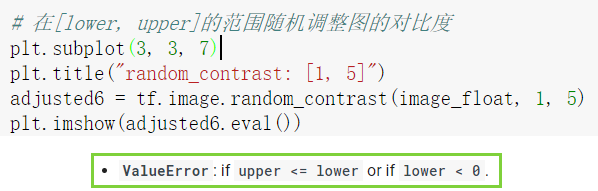 # 在[lower, upper]的范围随机调整图的对比度
plt.subplot(3, 3, 7)
plt.title("random_contrast: [1, 5]")
adjusted6 = tf.image.random_contrast(image_float, 1, 5)
plt.imshow(adjusted6.eval())
• ValueError: if upper <= lower or if lower < 0.